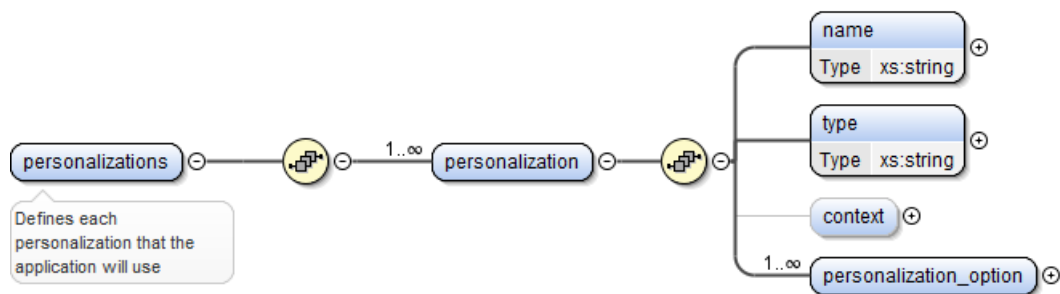 name
Type xs:string
type
Type xs:string
personalizations
1..∞
personalization
context
Defines each
personalization that the
application will use
1..∞
personalization_option